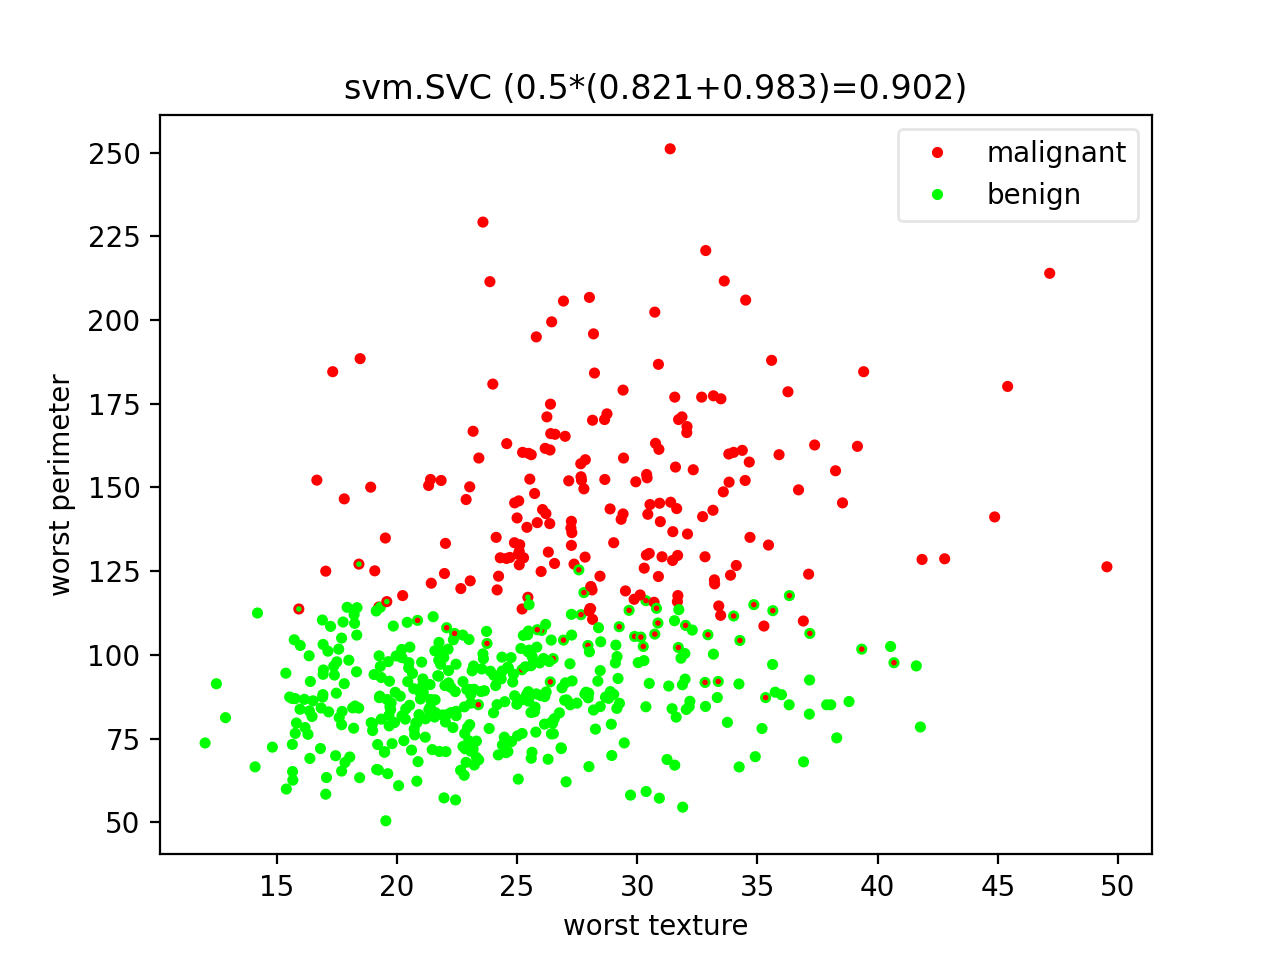 svm.SVC (0.5*(0.821+0.983)=0.902)
malignant
benign
250
225
200
175
150
125
100
75
50
worst perimeter
15 20 25 30 35 40 45 50
worst texture